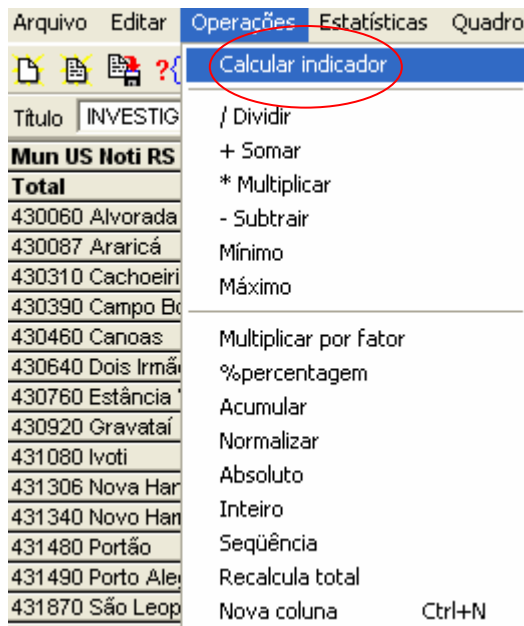 Arquivo Editar Operações Estatísticas Quadro
Calcular indicador
Título INVESTIG
/ Dividir
+ Somar
* Multiplicar
- Subtrair
Mínimo
Máximo
Multiplicar por fator
%percentagem
Acumular
Normalizar
Absoluto
Inteiro
Seqüência
Recalcula total
Nova coluna Ctrl+N
Mun US Noti RS
Total
430060 Alvorada
430087 Araricá
430310 Cachoeiri
430390 Campo Bo
430460 Canoas
430640 Dois Irmã
430760 Estância
430920 Gravataí
431080 Ivoti
431306 Nova Har
431340 Novo Ham
431480 Portão
431490 Porto Ale
431870 São Leop